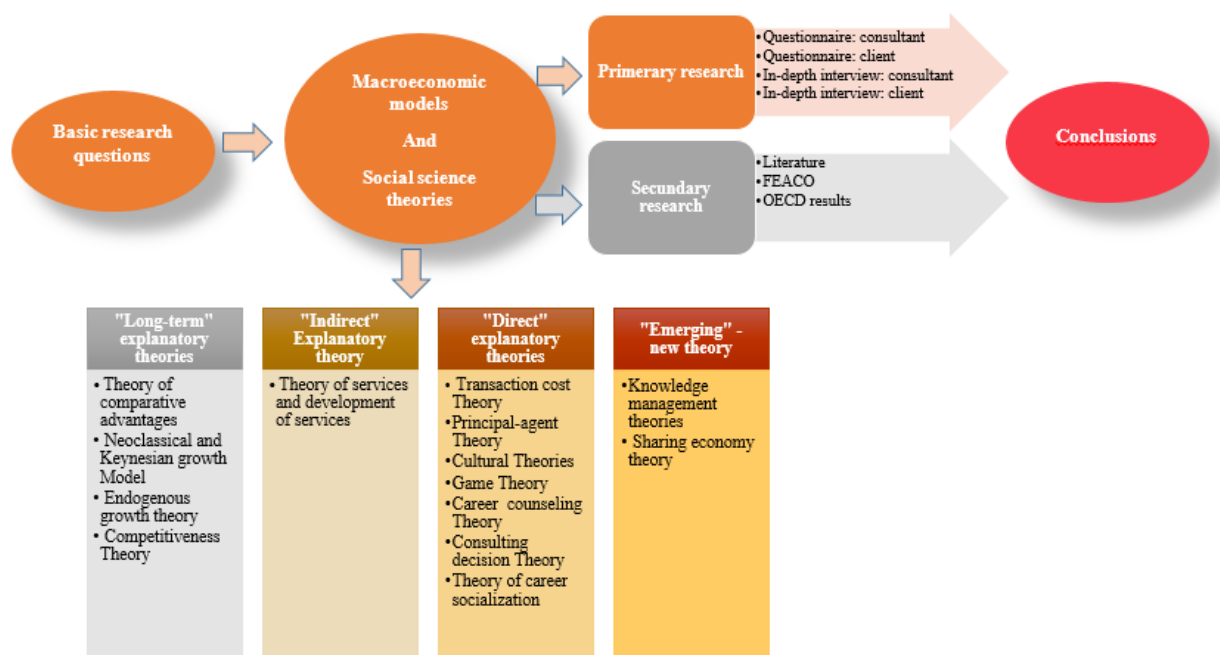 Basic research
questions
Macroeconomic
models
And
Social science
theories
Primerary research
•Questionnaire: consultant
•Questionnaire: client
•In-depth interview: consultant
•In-depth interview: client
Secundary
research
•Literature
•FEACO
•OECD results
Conclusions
"Long-term"
explanatory
theories
• Theory of
comparative
advantages
• Neoclassical and
Keynesian growth
Model
• Endogenous
growth theory
• Competitiveness
Theory
"Indirect"
Explanatory
theory
• Theory of services
and development
of services
"Direct"
explanatory
theories
• Transaction cost
Theory
•Principal-agent
Theory
•Cultural Theories
•Game Theory
•Career counseling
Theory
•Consulting
decision Theory
•Theory of career
socialization
"Emerging" -
new theory
•Knowledge
management
theories
• Sharing economy
theory